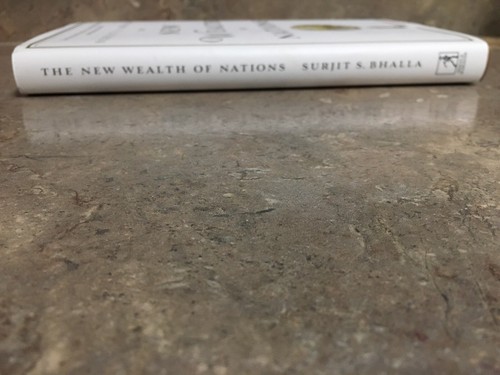 THE NEW WEALTH OF NATIONS SURJIT S. BHALLA